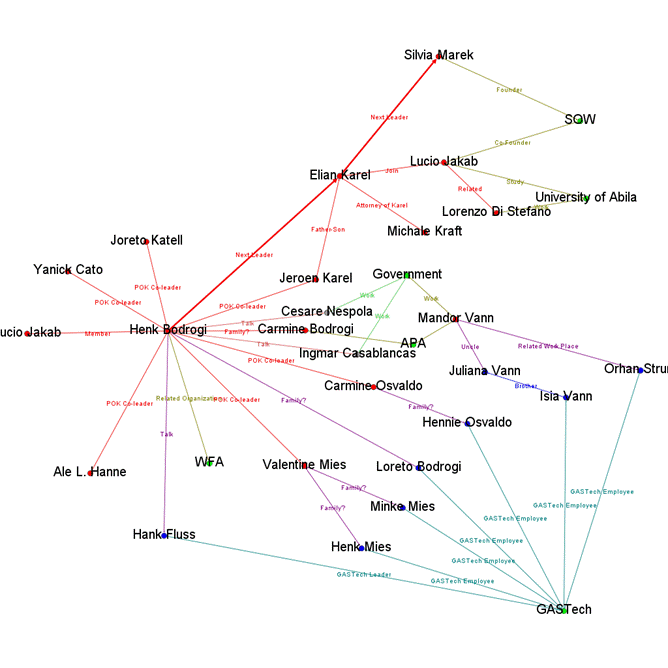 Silvia Marek
Founder
Next Leader
SOW
Co-Founder
Lucio Jakab
Join
Elian Karel
Study
Related
University of Abila
Work
Attorney of Karel
Lorenzo Di Stefano
Father-Son
Michale Kraft
Joreto Katell
Next Leader
Yanick Cato
Jeroen Karel
Government
POK Co-leader
POK Co-leader
Work
Work
POK Co-leader
Cesare Nespola
Work
Mandor Vann
Talk
ucio Jakab
Member
Henk Bodrogi
Family?
Carmine Bodrogi
APA
Related Work Place
Talk
Ingmar Casablancas
Uncle
POK Co-leader
Juliana Vann
Orhan Stru
Carmine Osvaldo
Brother
Isia Vann
POK Co-leader
Related Organization
POK Co-leader
Family?
Family?
Hennie Osvaldo
Talk
WFA
Valentine Mies
Loreto Bodrogi
Ale L. Hanne
Family?
GASTech Employee
GASTech Employee
Minke Mies
Family?
GASTech Employee
Hank Fluss
GASTech Employee
Henk Mies
GASTech Employee
GASTech Leader
GASTech Employee
GASTech